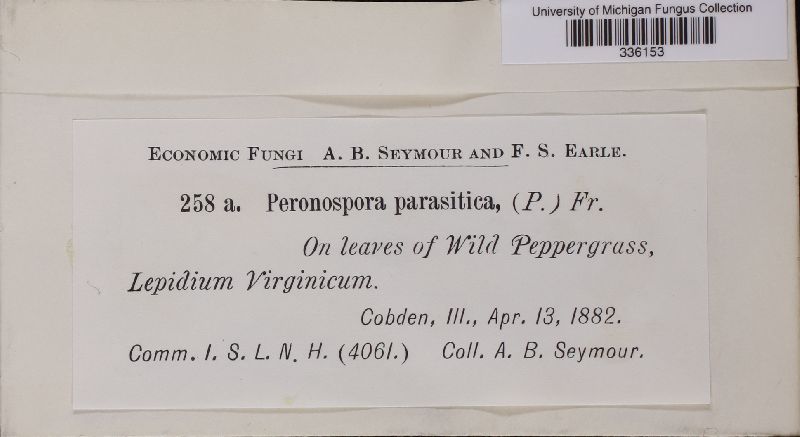 University of Michigan Fungus Collection
336153
ECONOMIC FUNGI A. B. SEYMOUR AND F. S. EARLE.
258 a. Peronospora parasitica, (P.) Fr.
On leaves of Wild Peppergrass,
Lepidium Virginicum.
Cobden, Ill., Apr. 13, 1882.
Comm. I. S. L. N. H. (4061.) Coll. A. B. Seymour.